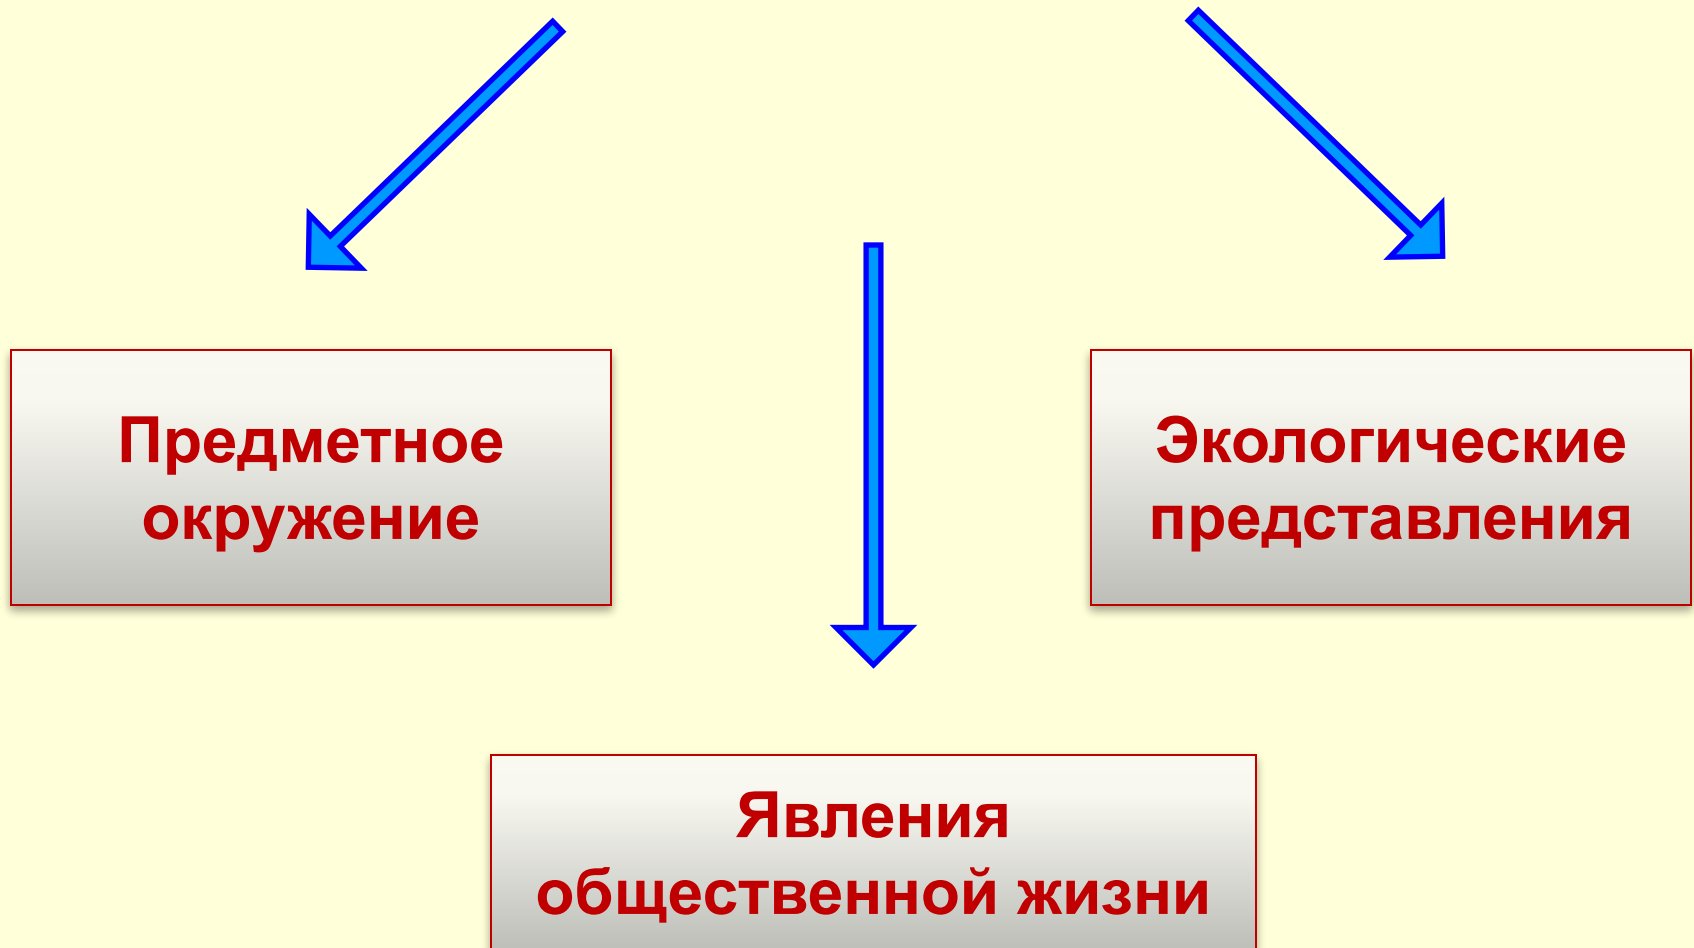 Предметное
окружение
Экологические
представления
Явления
общественной жизни